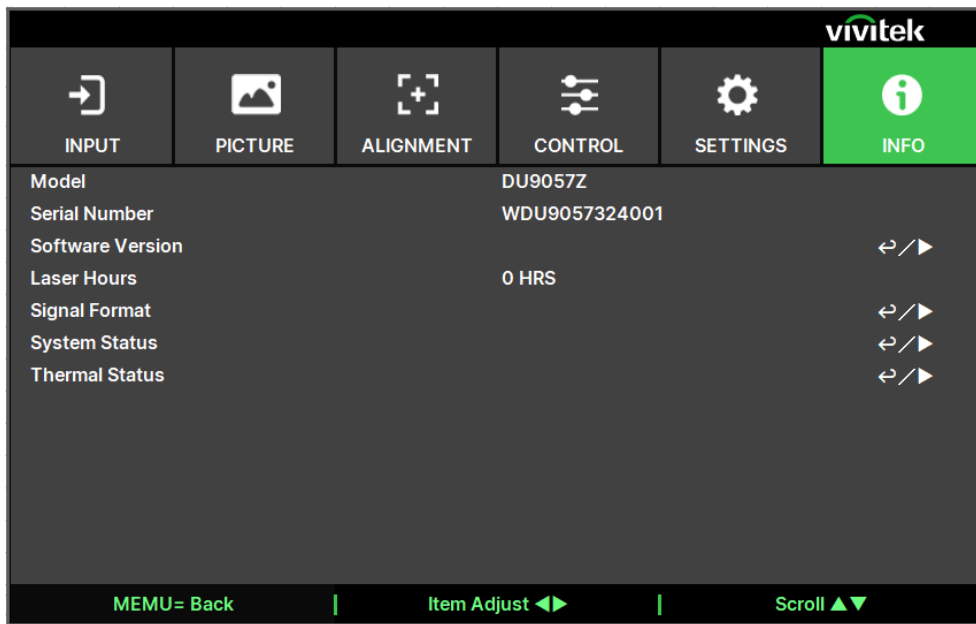 vivitek
INPUT PICTURE ALIGNMENT CONTROL SETTINGS INFO
Model DU9057Z
Serial Number WDU9057324001
Software Version ↩/▶
Laser Hours 0 HRS
Signal Format ↩/▶
System Status ↩/▶
Thermal Status ↩/▶
MEMU= Back | Item Adjust ◀▶ | Scroll ▲▼